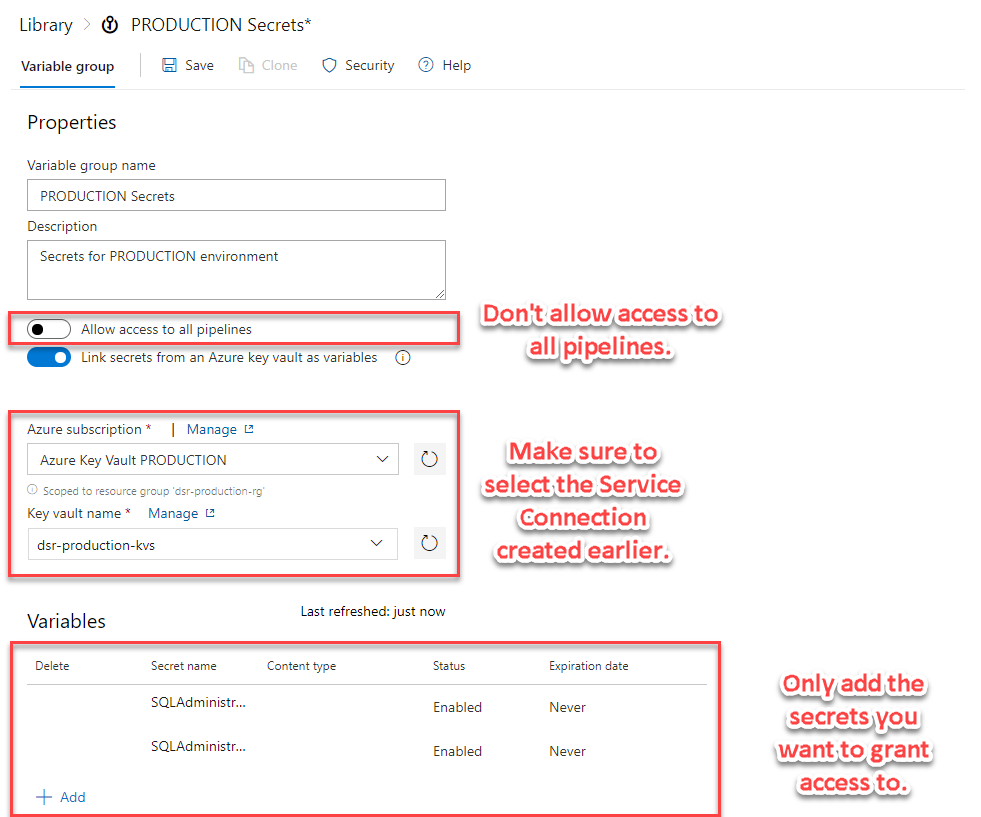 Library > PRODUCTION Secrets*
Variable group | Save Clone Security Help
Properties
Variable group name
PRODUCTION Secrets
Description
Secrets for PRODUCTION environment
Allow access to all pipelines
Don't allow access to
all pipelines.
Link secrets from an Azure key vault as variables
Azure subscription * | Manage
Azure Key Vault PRODUCTION
Scoped to resource group 'dsr-production-rg'
Key vault name * Manage
dsr-production-kvs
Make sure to
select the Service
Connection
created earlier.
Variables
Last refreshed: just now
Delete Secret name Content type Status Expiration date
SQLAdministr... Enabled Never
SQLAdministr... Enabled Never
+ Add
Only add the
secrets you
want to grant
access to.